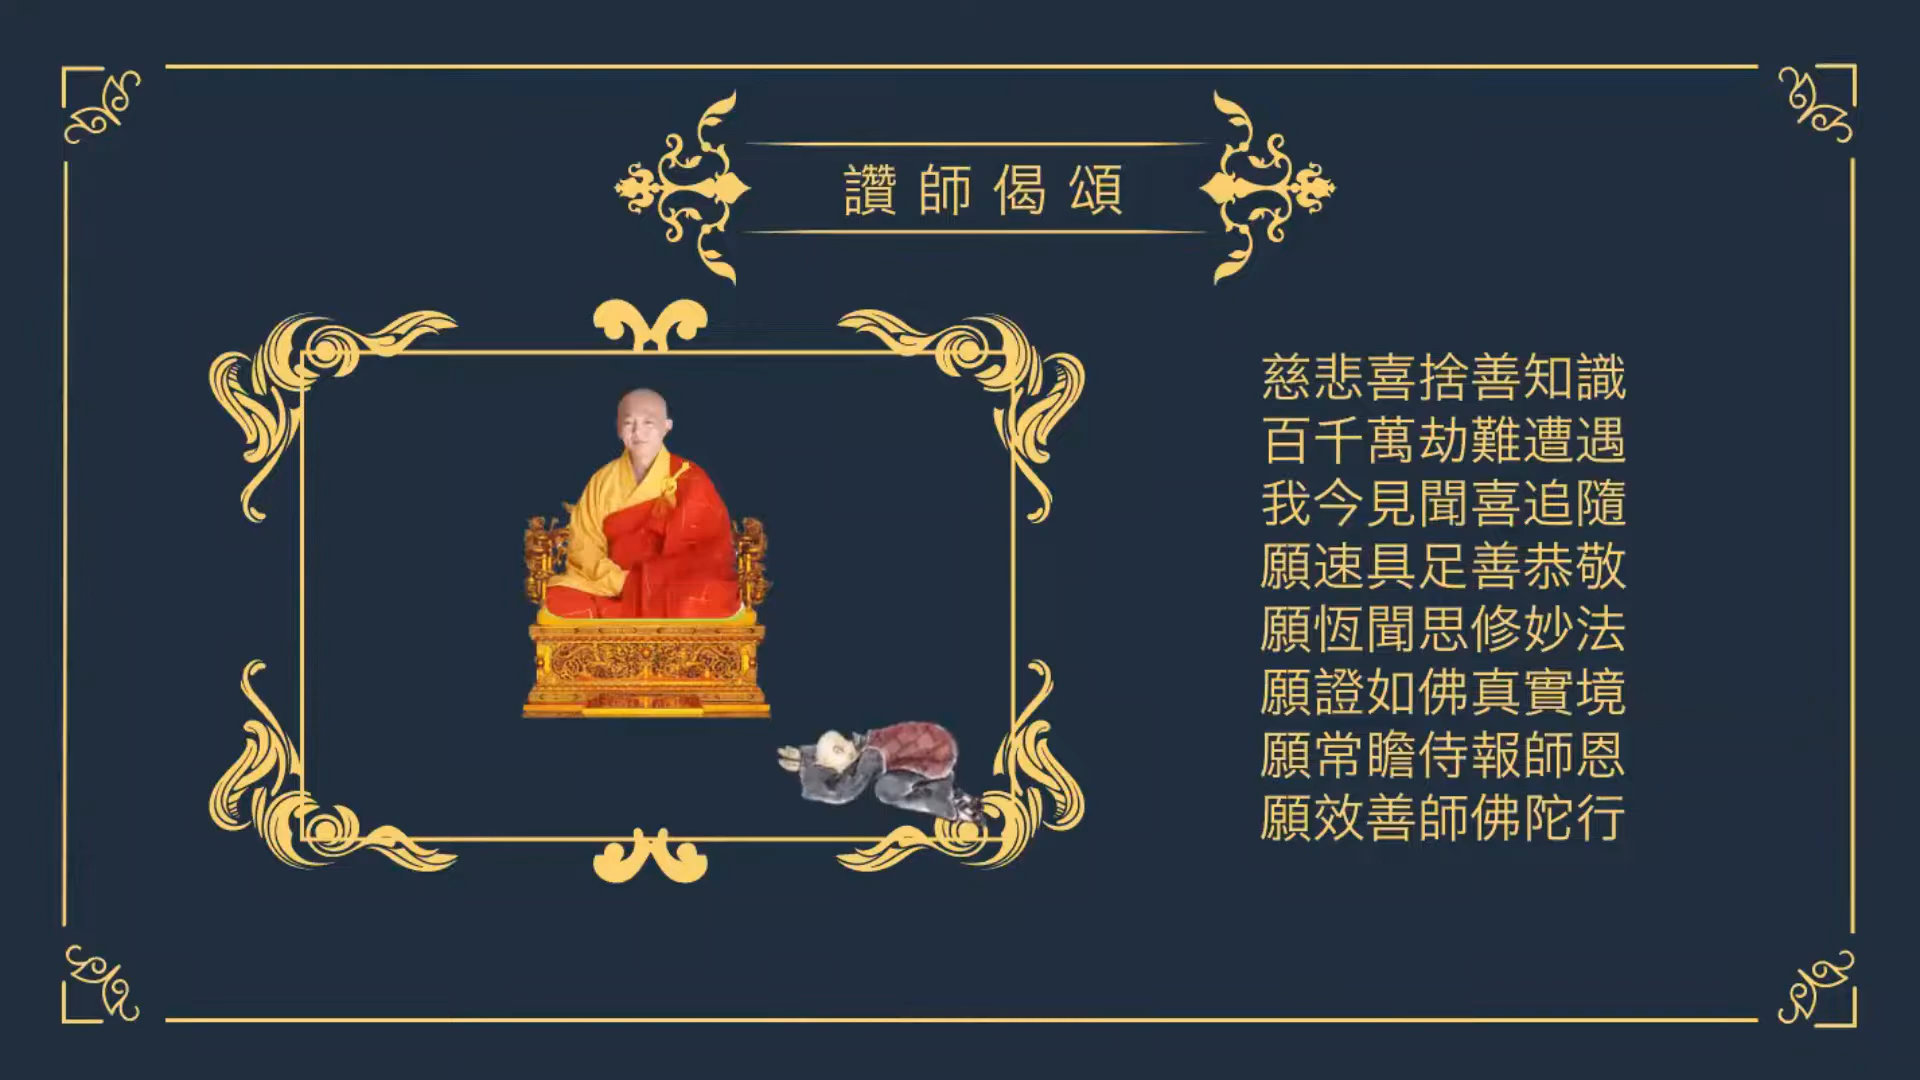 讚師偈頌
慈悲喜捨善知識
百千萬劫難遭遇
我今見聞喜追隨
願速具足善恭敬
願恆聞思修妙法
願證如佛真實境
願常瞻侍報師恩
願效善師佛陀行